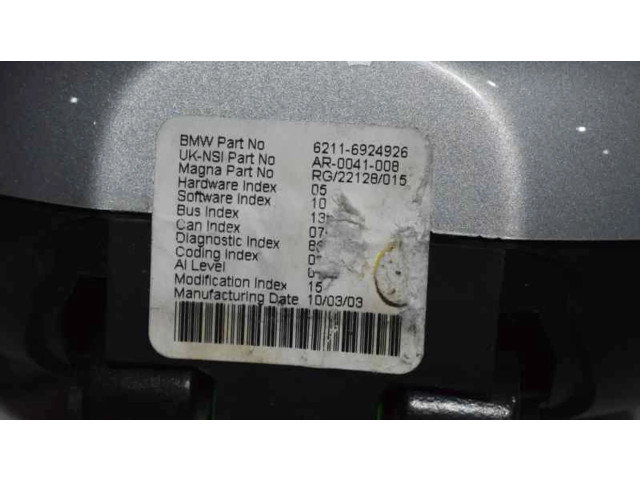 BMW Part No 6211-6924926
UK-NSI Part No AR-0041-008
Magna Part No RG/22128/015
Hardware Index 05
Software Index 10
Bus Index
Can Index
Diagnostic Index
Coding Index
AI Level
Modification Index 15
Manufacturing Date 10/03/03